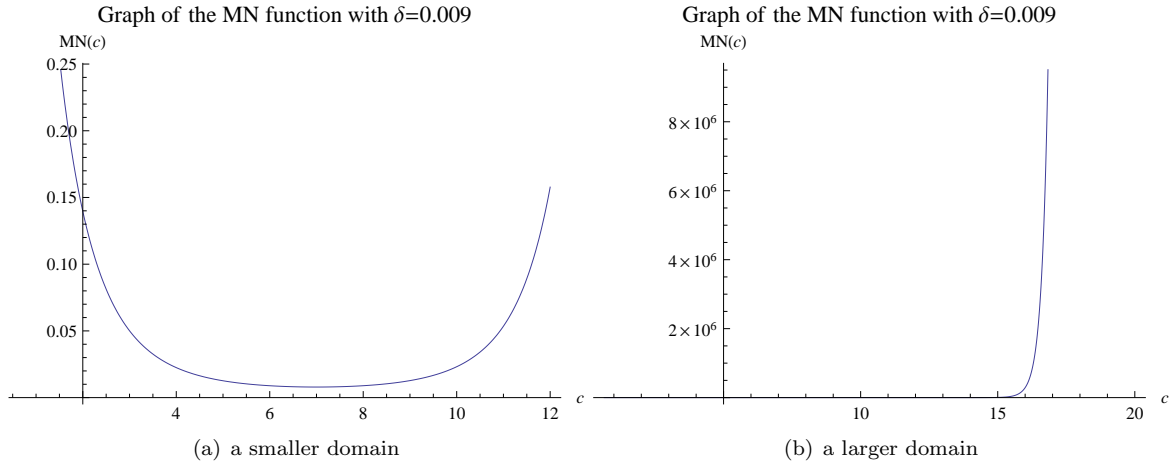 Graph of the MN function with δ=0.009
MN(c)
0.25
0.20
0.15
0.10
0.05
4 6 8 10 12 c
(a) a smaller domain
Graph of the MN function with δ=0.009
MN(c)
8×10⁶
6×10⁶
4×10⁶
2×10⁶
10 15 20 c
(b) a larger domain